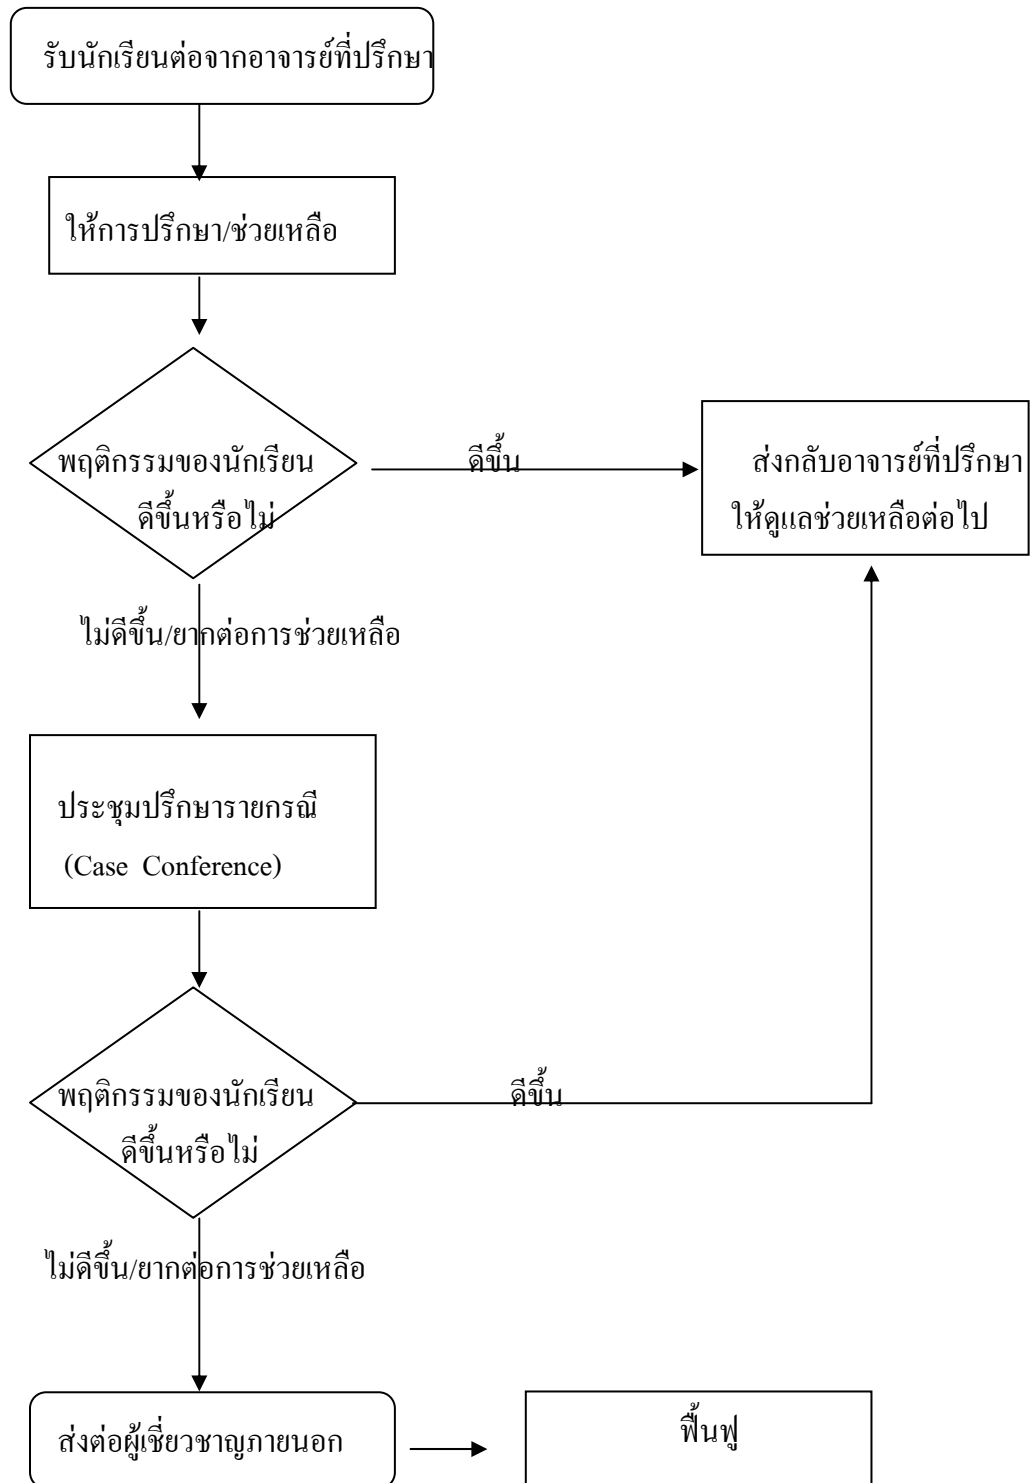 รับนักเรียนต่อจากอาจารย์ที่ปรึกษา
ให้การปรึกษา/ช่วยเหลือ
พฤติกรรมของนักเรียน
ดีขึ้นหรือไม่
ดีขึ้น
ส่งกลับอาจารย์ที่ปรึกษา
ให้ดูแลช่วยเหลือต่อไป
ไม่ดีขึ้น/ยากต่อการช่วยเหลือ
ประชุมปรึกษารายกรณี
(Case Conference)
พฤติกรรมของนักเรียน
ดีขึ้นหรือไม่
ดีขึ้น
ไม่ดีขึ้น/ยากต่อการช่วยเหลือ
ส่งต่อผู้เชี่ยวชาญภายนอก
ฟื้นฟู